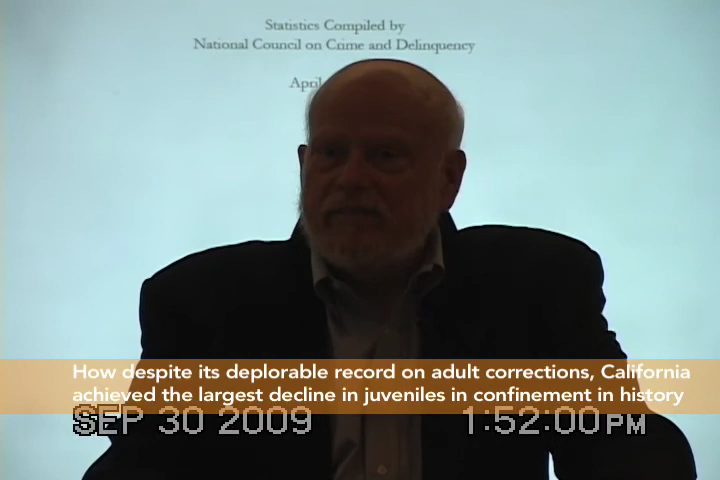 Statistics Compiled by
National Council on Crime and Delinquency
April
How despite its deplorable record on adult corrections, California
achieved the largest decline in juveniles in confinement in history
SEP 30 2009 1:52:00 PM